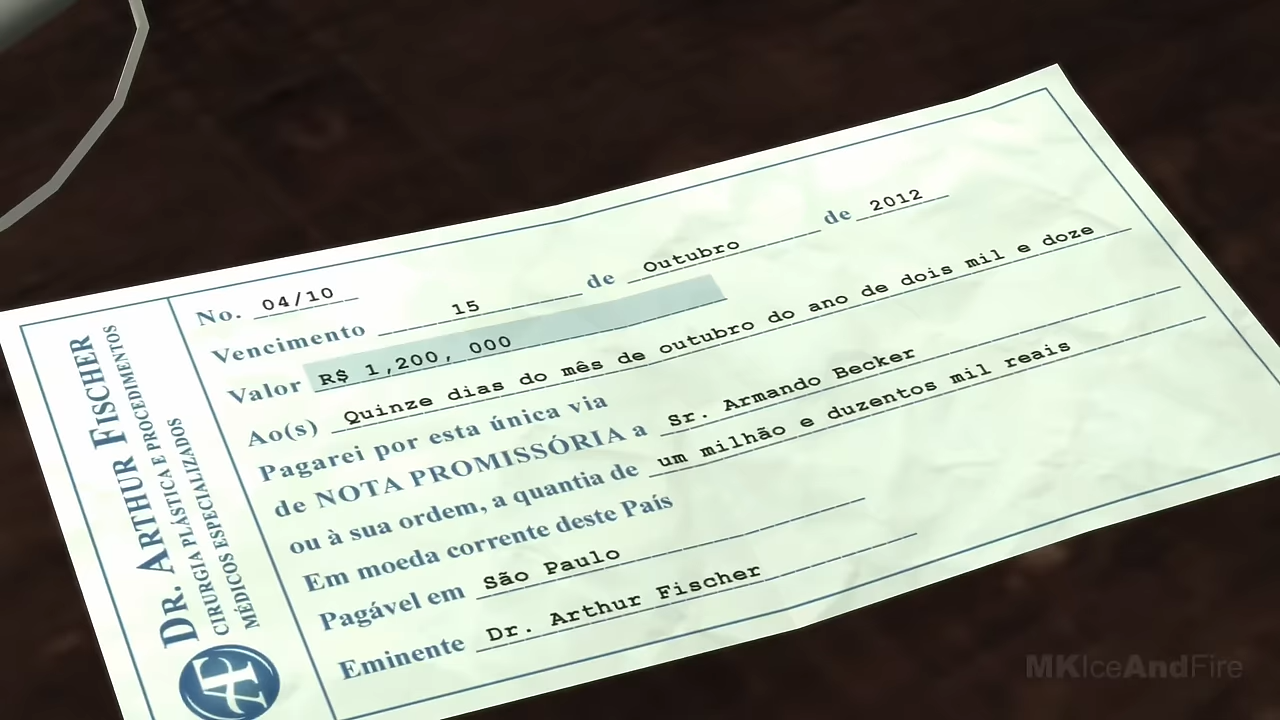 No. 04/10
Vencimento 15 de Outubro de 2012
Valor R$ 1,200, 000
Ao(s) Quinze dias do mês de outubro do ano de dois mil e doze
Pagarei por esta única via
de NOTA PROMISSÓRIA a Sr. Armando Becker
ou à sua ordem, a quantia de um milhão e duzentos mil reais
Em moeda corrente deste País
Pagável em São Paulo
Eminente Dr. Arthur Fischer
DR. ARTHUR FISCHER
CIRURGIA PLÁSTICA E PROCEDIMENTOS
MÉDICOS ESPECIALIZADOS
AF
MKIceAndFire